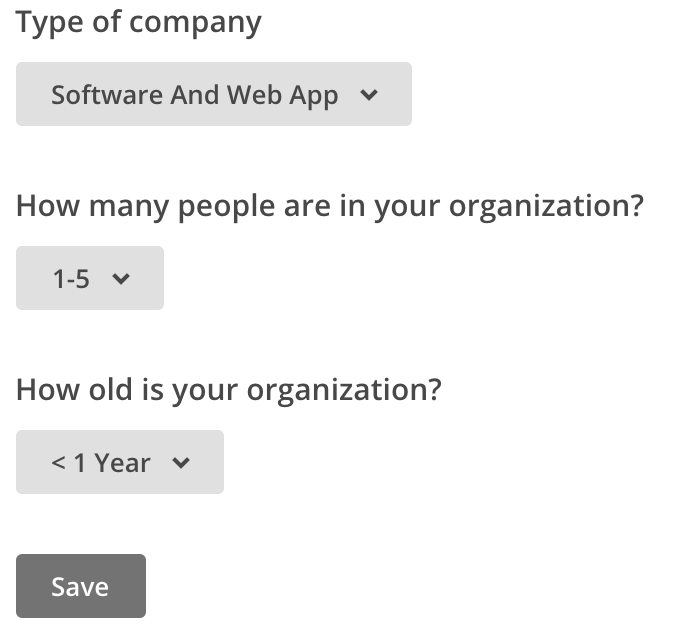 Type of company
Software And Web App
How many people are in your organization?
1-5
How old is your organization?
< 1 Year
Save